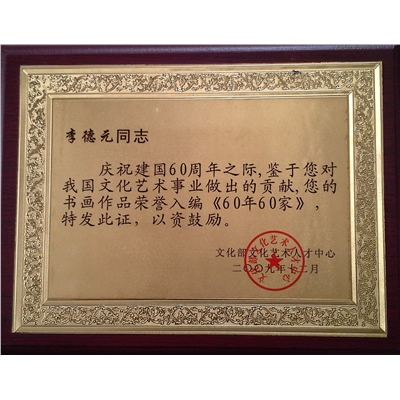 李德元同志
庆祝建国60周年之际,鉴于您对
我国文化艺术事业做出的贡献,您的
书画作品荣誉入编《60年60家》,
特发此证,以资鼓励。
文化部文化艺术人才中心
二〇〇九年十二月